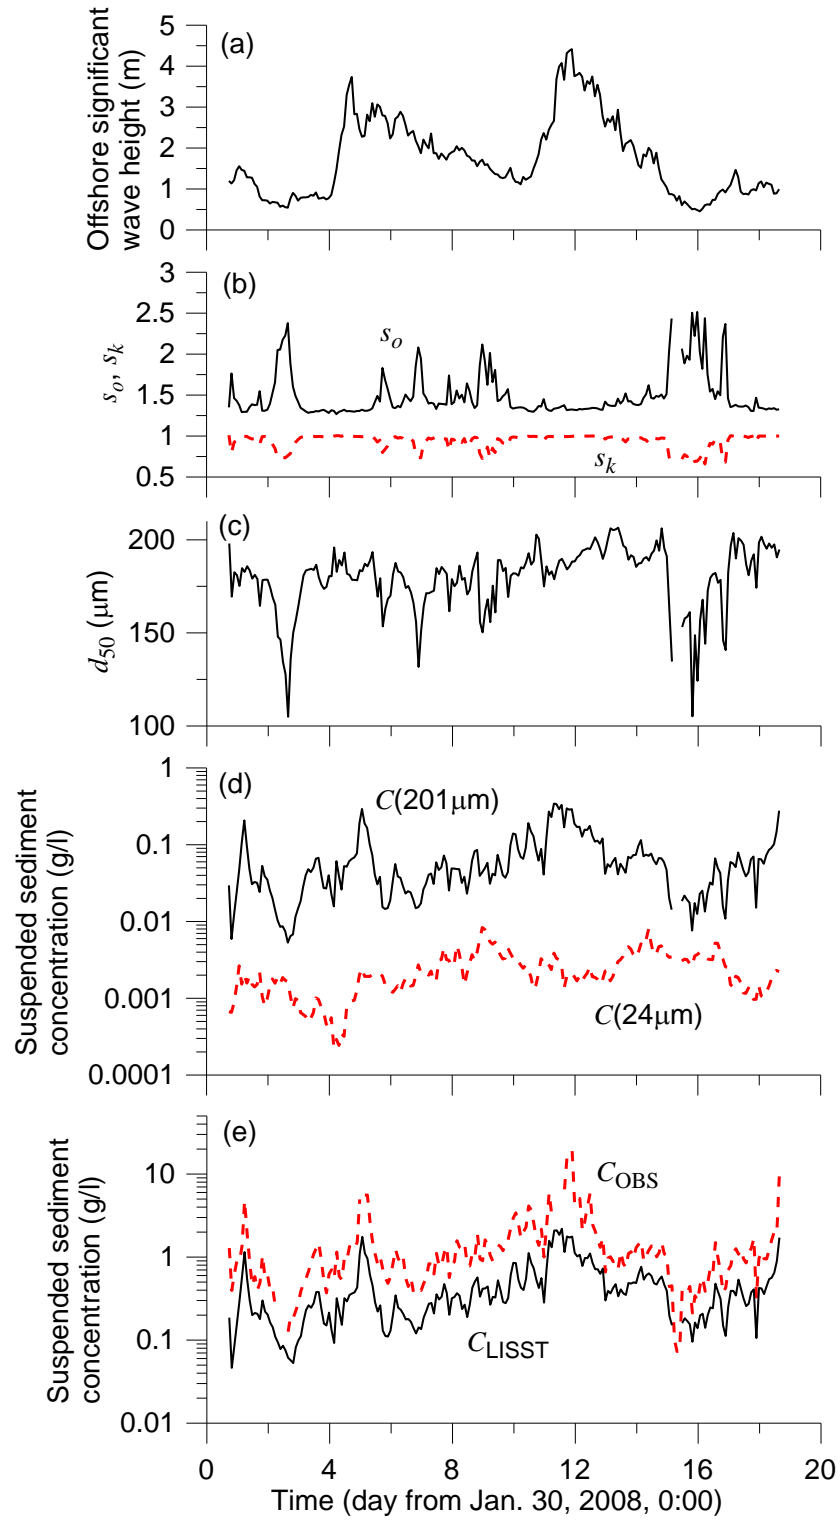 (a)
Offshore significant
wave height (m)
5
4
3
2
1
0
(b)
s_o, s_k
3
2.5
2
1.5
1
0.5
s_o
s_k
(c)
d_50 (μm)
200
150
100
(d)
Suspended sediment
concentration (g/l)
1
0.1
0.01
0.001
0.0001
C(201μm)
C(24μm)
(e)
Suspended sediment
concentration (g/l)
10
1
0.1
0.01
C_OBS
C_LISST
0 4 8 12 16 20
Time (day from Jan. 30, 2008, 0:00)